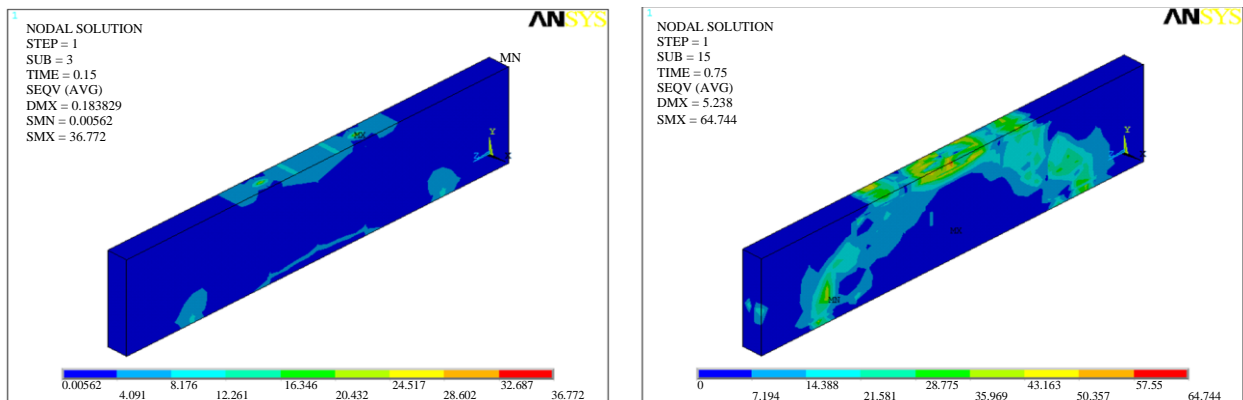 1
ANSYS
NODAL SOLUTION
STEP = 1
SUB = 3
TIME = 0.15
SEQV (AVG)
DMX = 0.183829
SMN = 0.00562
SMX = 36.772
MN
MX
Y
Z
X
0.00562 8.176 16.346 24.517 32.687
4.091 12.261 20.432 28.602 36.772
1
ANSYS
NODAL SOLUTION
STEP = 1
SUB = 15
TIME = 0.75
SEQV (AVG)
DMX = 5.238
SMX = 64.744
Y
Z
X
MX
MN
0 14.388 28.775 43.163 57.55
7.194 21.581 35.969 50.357 64.744